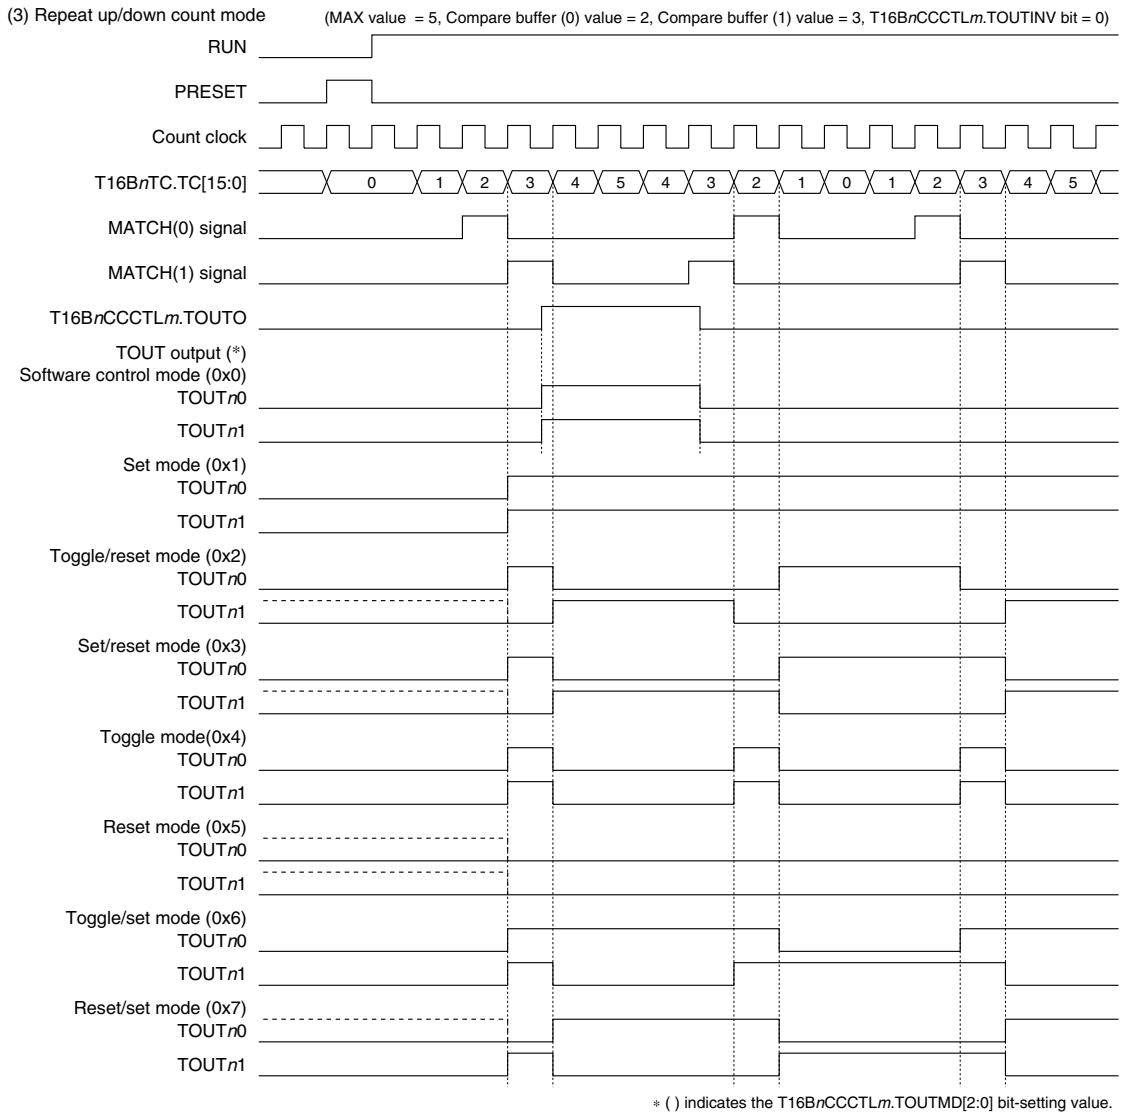 (3) Repeat up/down count mode (MAX value = 5, Compare buffer (0) value = 2, Compare buffer (1) value = 3, T16BnCCCTLm.TOUTINV bit = 0)
RUN
PRESET
Count clock
T16BnTC.TC[15:0] 0 1 2 3 4 5 4 3 2 1 0 1 2 3 4 5
MATCH(0) signal
MATCH(1) signal
T16BnCCCTLm.TOUTO
TOUT output (*)
Software control mode (0x0)
TOUTn0
TOUTn1
Set mode (0x1)
TOUTn0
TOUTn1
Toggle/reset mode (0x2)
TOUTn0
TOUTn1
Set/reset mode (0x3)
TOUTn0
TOUTn1
Toggle mode(0x4)
TOUTn0
TOUTn1
Reset mode (0x5)
TOUTn0
TOUTn1
Toggle/set mode (0x6)
TOUTn0
TOUTn1
Reset/set mode (0x7)
TOUTn0
TOUTn1
* ( ) indicates the T16BnCCCTLm.TOUTMD[2:0] bit-setting value.